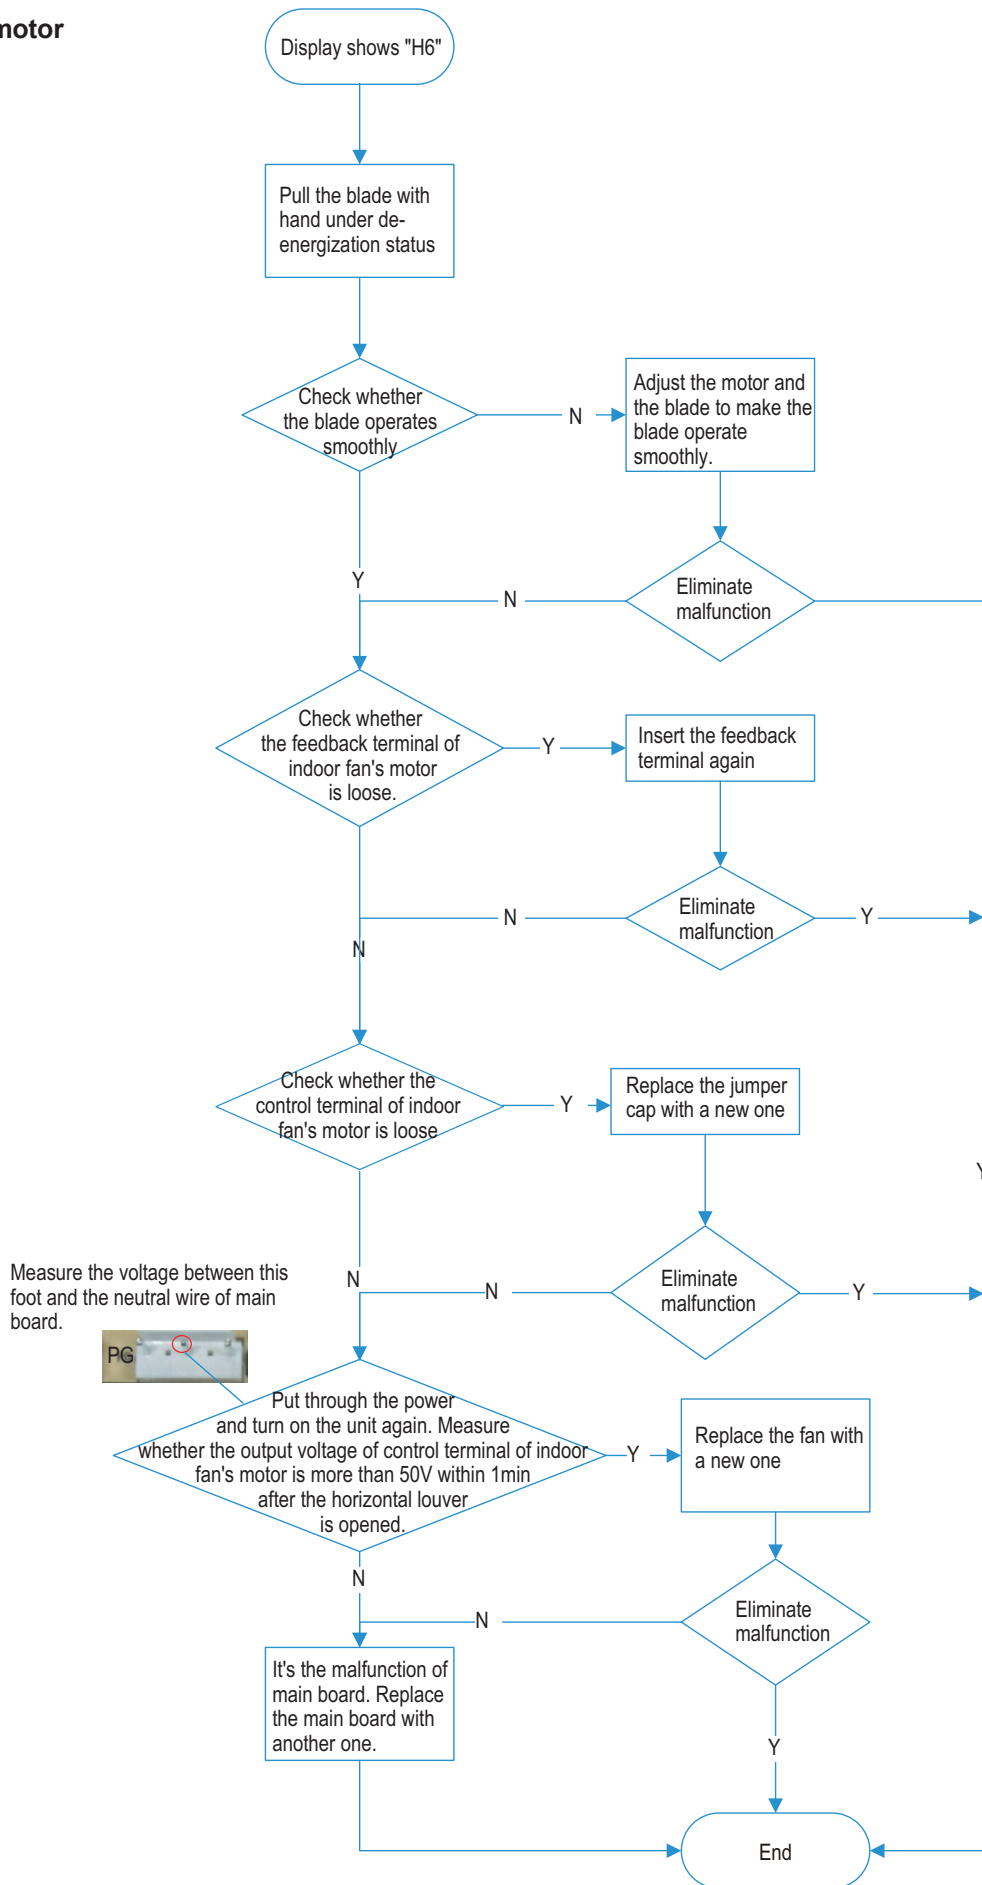 motor
Display shows "H6"
Pull the blade with
hand under de-
energization status
Check whether
the blade operates
smoothly
N
Adjust the motor and
the blade to make the
blade operate
smoothly.
Y
N
Eliminate
malfunction
Check whether
the feedback terminal of
indoor fan's motor
is loose.
Y
Insert the feedback
terminal again
N
Eliminate
malfunction
Y
N
Check whether the
control terminal of indoor
fan's motor is loose
Y
Replace the jumper
cap with a new one
Y
N
N
Eliminate
malfunction
Y
Measure the voltage between this
foot and the neutral wire of main
board.
PG
Put through the power
and turn on the unit again. Measure
whether the output voltage of control terminal of indoor
fan's motor is more than 50V within 1min
after the horizontal louver
is opened.
Y
Replace the fan with
a new one
N
N
Eliminate
malfunction
It's the malfunction of
main board. Replace
the main board with
another one.
Y
End